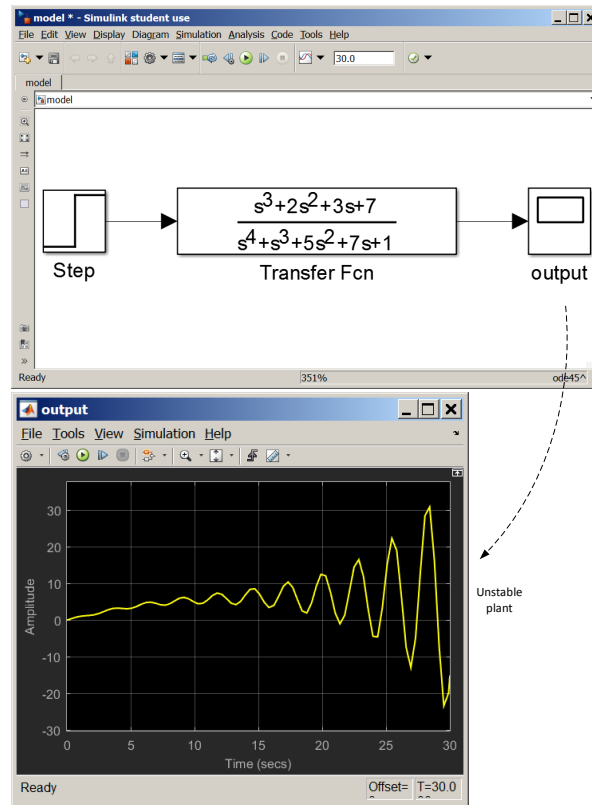 model * - Simulink student use
File Edit View Display Diagram Simulation Analysis Code Tools Help
30.0
model
model
s³+2s²+3s+7
s⁴+s³+5s²+7s+1
Step
Transfer Fcn
output
Ready 351% ode45^
output
File Tools View Simulation Help
30
20
10
0
-10
-20
-30
Amplitude
0 5 10 15 20 25 30
Time (secs)
Ready Offset= T=30.0
Unstable
plant